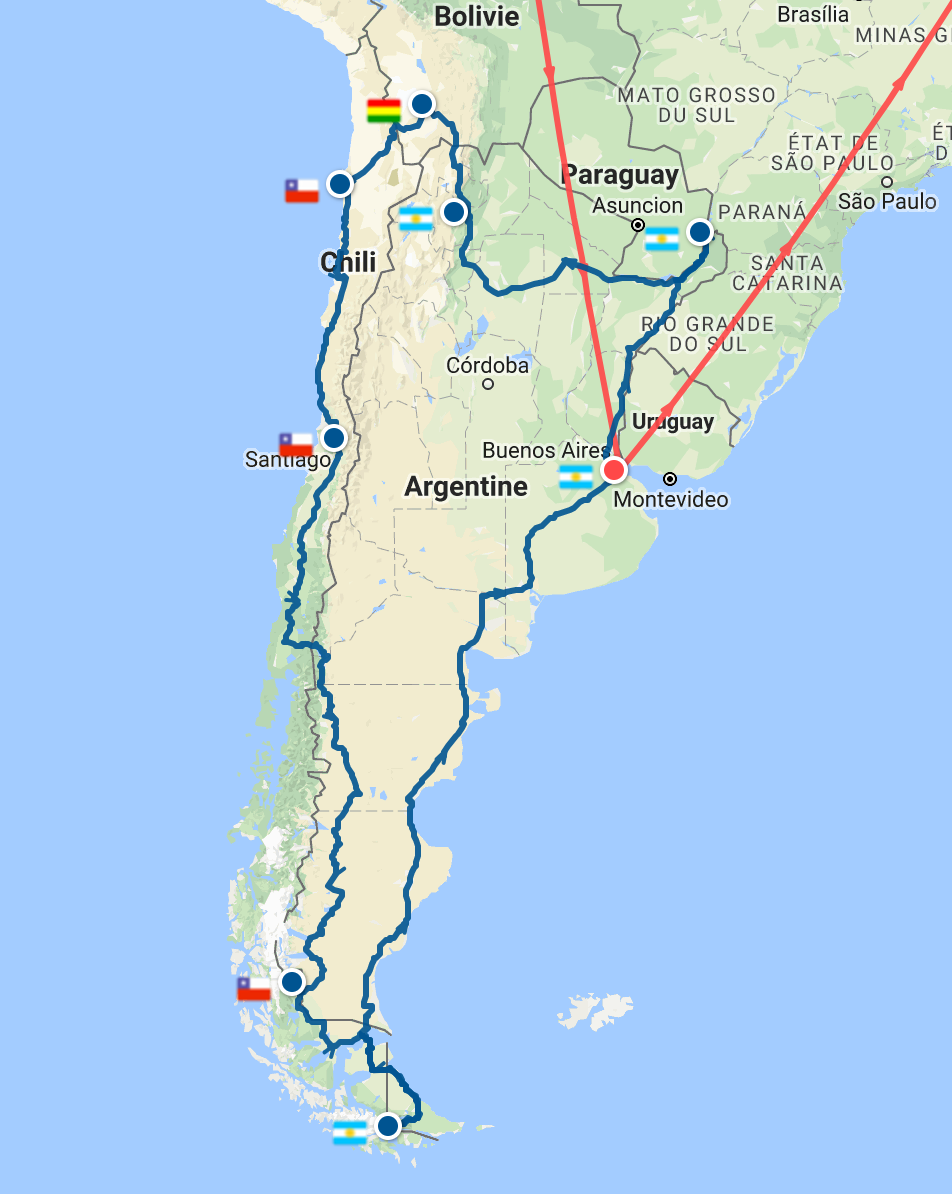 Bolivie
Brasília
MINAS G
MATO GROSSO
DU SUL
ÉTAT DE
SÃO PAULO
ÉT
D
Paraguay
São Paulo
Asuncion
PARANÁ
Chili
SANTA
CATARINA
RIO GRANDE
DO SUL
Córdoba
Uruguay
Buenos Aires
Santiago
Argentine
Montevideo